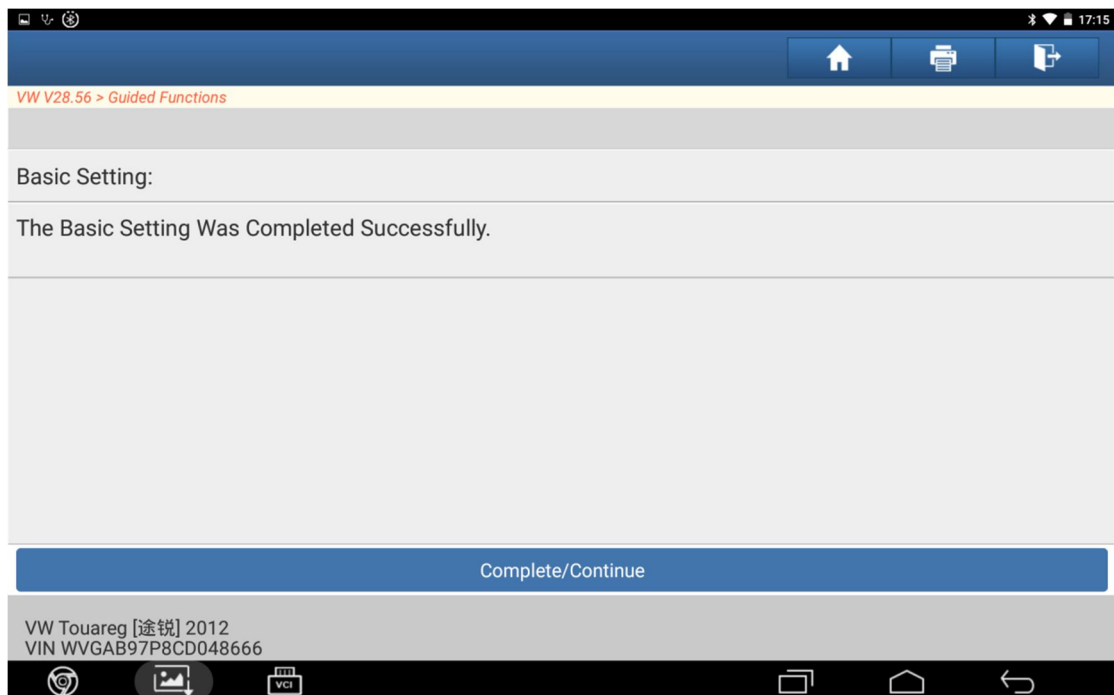 17:15
VW V28.56 > Guided Functions
Basic Setting:
The Basic Setting Was Completed Successfully.
Complete/Continue
VW Touareg [途锐] 2012
VIN WVGAB97P8CD048666
VCI